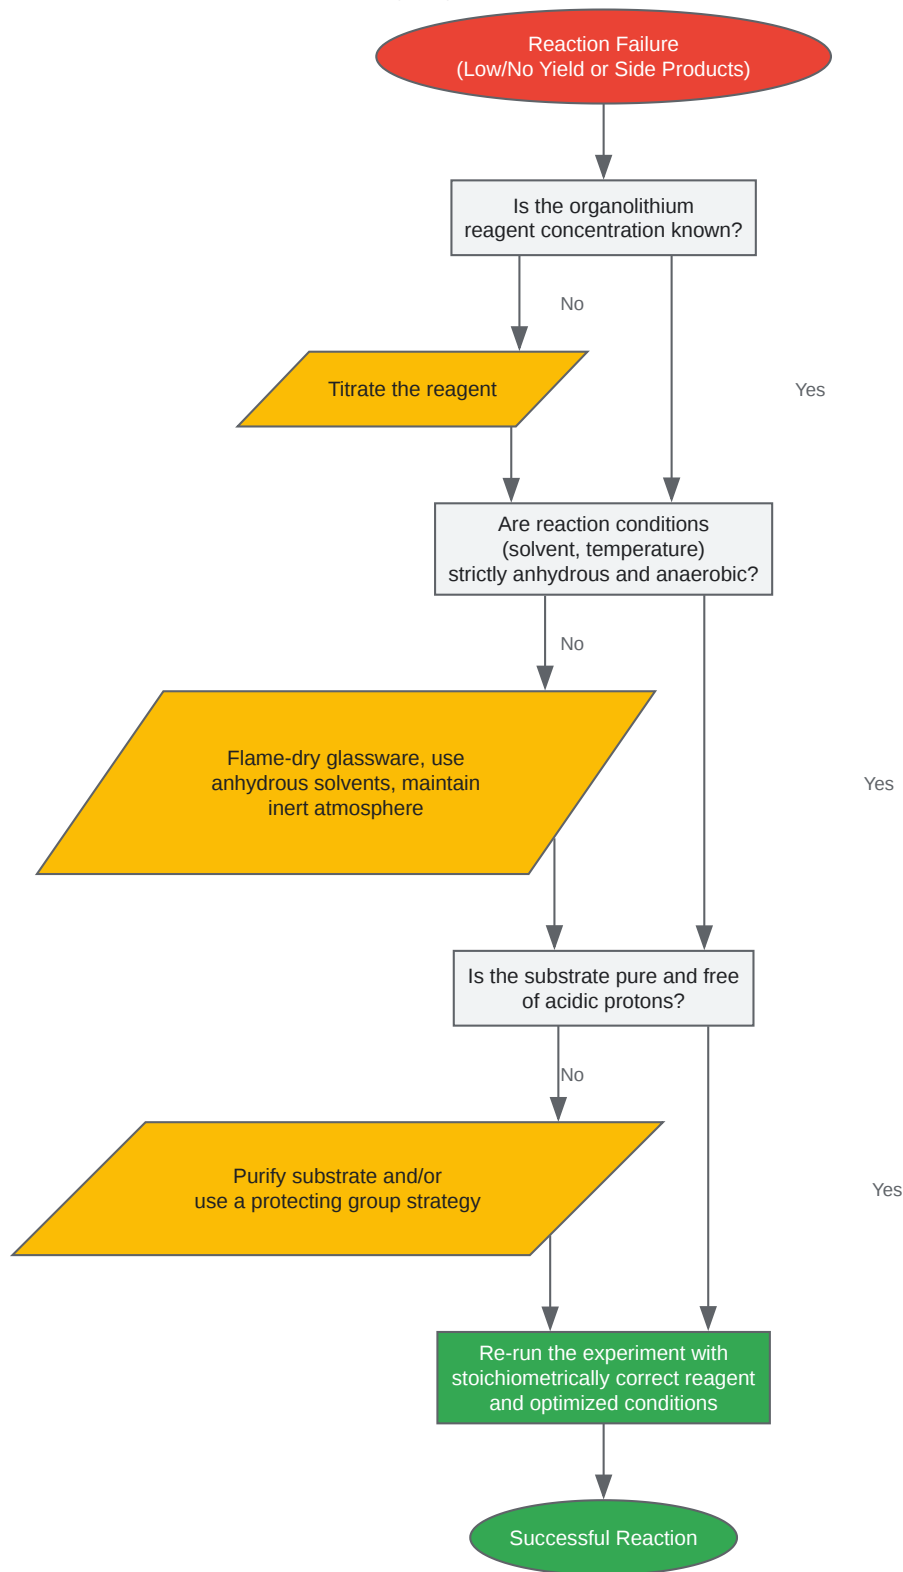 Reaction Failure
(Low/No Yield or Side Products)
Is the organolithium
reagent concentration known?
No
Titrate the reagent
Yes
Are reaction conditions
(solvent, temperature)
strictly anhydrous and anaerobic?
No
Flame-dry glassware, use
anhydrous solvents, maintain
inert atmosphere
Yes
Is the substrate pure and free
of acidic protons?
No
Purify substrate and/or
use a protecting group strategy
Yes
Re-run the experiment with
stoichiometrically correct reagent
and optimized conditions
Successful Reaction